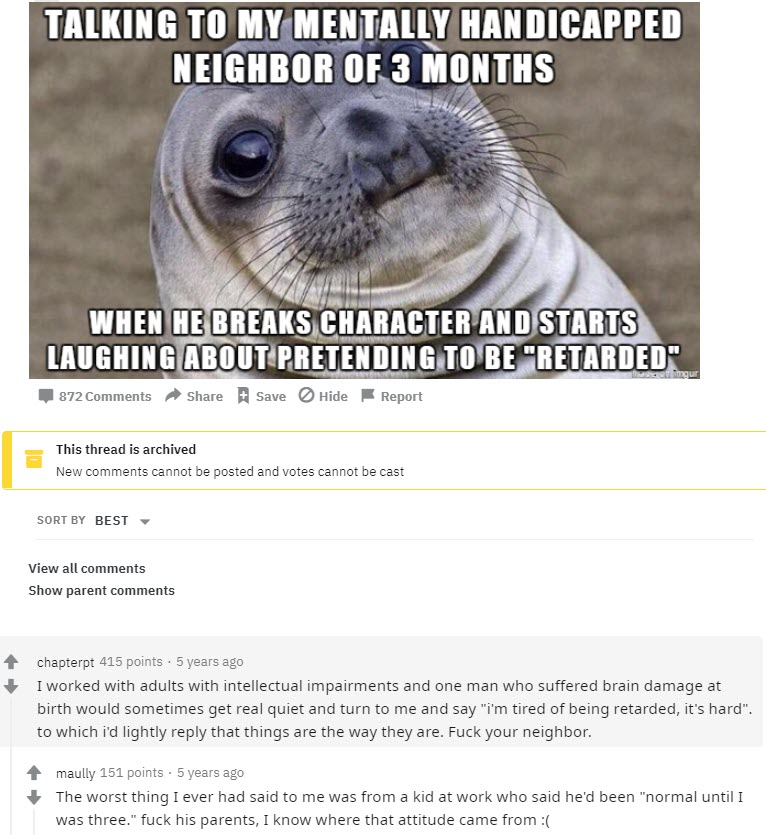 TALKING TO MY MENTALLY HANDICAPPED
NEIGHBOR OF 3 MONTHS
WHEN HE BREAKS CHARACTER AND STARTS
LAUGHING ABOUT PRETENDING TO BE "RETARDED"
imgur
872 Comments Share Save Hide Report
This thread is archived
New comments cannot be posted and votes cannot be cast
SORT BY BEST
View all comments
Show parent comments
chapterpt 415 points · 5 years ago
I worked with adults with intellectual impairments and one man who suffered brain damage at
birth would sometimes get real quiet and turn to me and say "i'm tired of being retarded, it's hard".
to which i'd lightly reply that things are the way they are. Fuck your neighbor.
maully 151 points · 5 years ago
The worst thing I ever had said to me was from a kid at work who said he'd been "normal until I
was three." fuck his parents, I know where that attitude came from :(